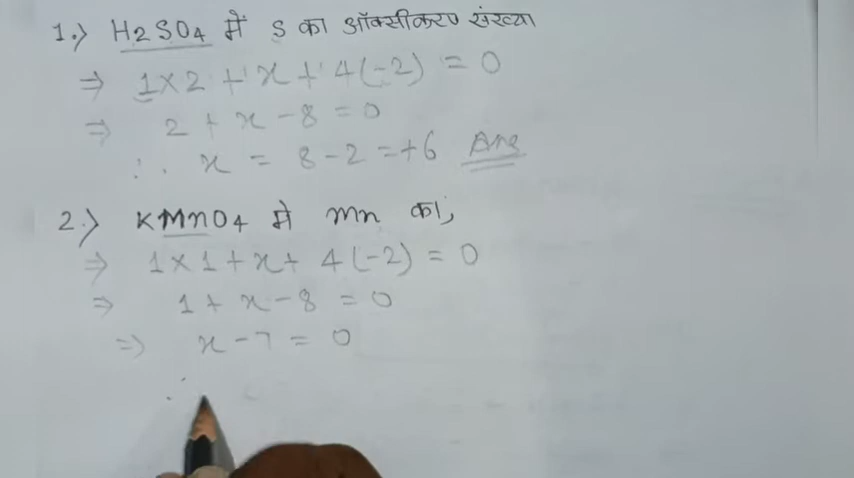 1.) H2SO4 में S का ऑक्सीकरण संख्या
⇒ 1×2 + x + 4(-2) = 0
⇒ 2 + x - 8 = 0
∴ x = 8 - 2 = +6 Ans
2.) KMnO4 मे mn का,
⇒ 1×1 + x + 4(-2) = 0
⇒ 1 + x - 8 = 0
⇒ x - 7 = 0
∴